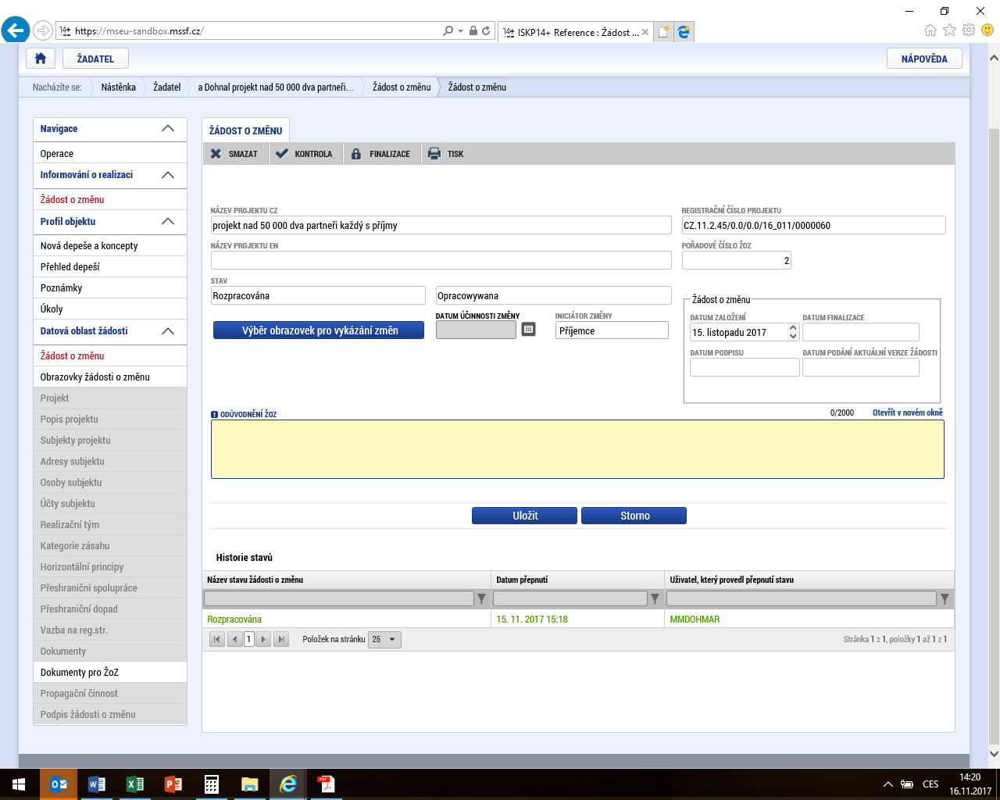 https://mseu-sandbox.mssf.cz/
ISKP14+ Reference : Žádost ...
ŽADATEL
NÁPOVĚDA
Nacházíte se:
Nástěnka
Žadatel
a Dohnal projekt nad 50 000 dva partneři...
Žádost o změnu
Žádost o změnu
Navigace
Operace
Informování o realizaci
Žádost o změnu
Profil objektu
Nová depeše a koncepty
Přehled depeší
Poznámky
Úkoly
Datová oblast žádosti
Žádost o změnu
Obrazovky žádosti o změnu
Projekt
Popis projektu
Subjekty projektu
Adresy subjektu
Osoby subjektu
Účty subjektu
Realizační tým
Kategorie zásahu
Horizontální principy
Přeshraniční spolupráce
Přeshraniční dopad
Vazba na reg.str.
Dokumenty
Dokumenty pro ŽoZ
Propagační činnost
Podpis žádosti o změnu
ŽÁDOST O ZMĚNU
SMAZAT
KONTROLA
FINALIZACE
TISK
NÁZEV PROJEKTU CZ
projekt nad 50 000 dva partneři každý s příjmy
REGISTRAČNÍ ČÍSLO PROJEKTU
CZ.11.2.45/0.0/0.0/16_011/0000060
NÁZEV PROJEKTU EN
POŘADOVÉ ČÍSLO ŽOZ
2
STAV
Rozpracována
Opracowywana
Výběr obrazovek pro vykázání změn
DATUM ÚČINNOSTI ZMĚNY
INICIÁTOR ZMĚNY
Příjemce
Žádost o změnu
DATUM ZALOŽENÍ
15. listopadu 2017
DATUM FINALIZACE
DATUM PODPISU
DATUM PODÁNÍ AKTUÁLNÍ VERZE ŽÁDOSTI
ODŮVODNĚNÍ ŽOZ
0/2000
Otevřít v novém okně
Uložit
Storno
Historie stavů
Název stavu žádosti o změnu
Datum přepnutí
Uživatel, který provedl přepnutí stavu
Rozpracována
15. 11. 2017 15:18
MMDOHMAR
1
Položek na stránku
25
Stránka 1 z 1, položky 1 až 1 z 1
CES
14:20
16.11.2017